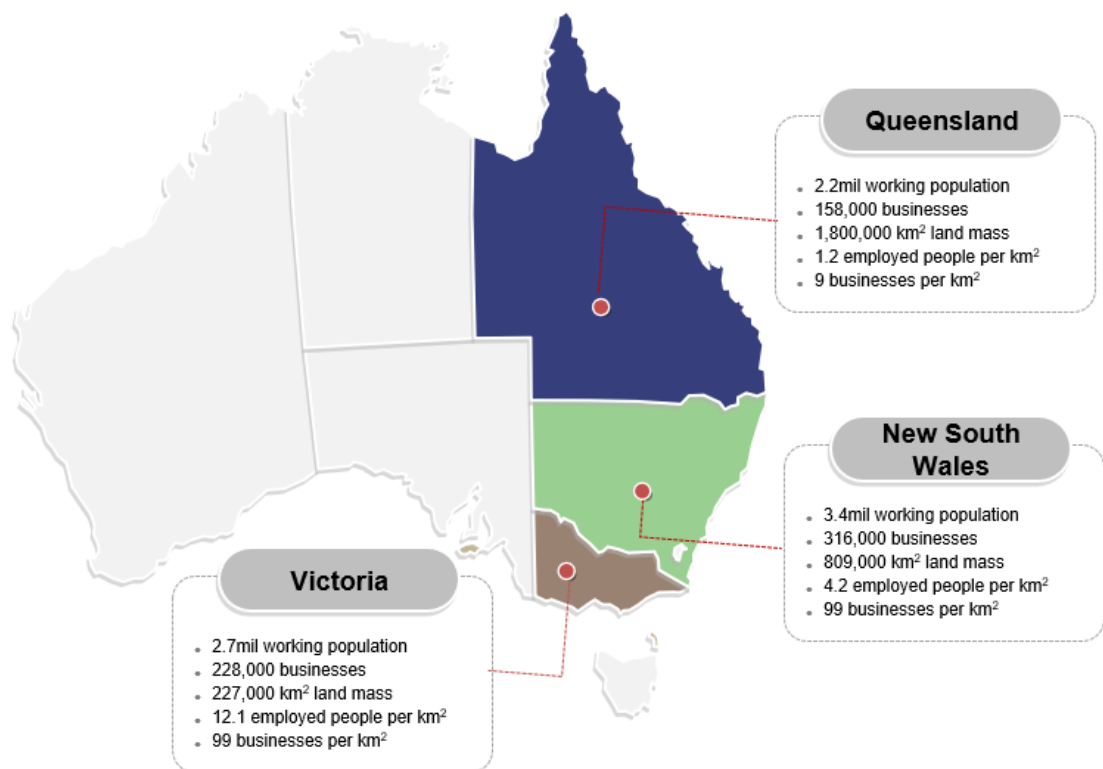 Queensland
• 2.2mil working population
• 158,000 businesses
• 1,800,000 km² land mass
• 1.2 employed people per km²
• 9 businesses per km²
New South
Wales
• 3.4mil working population
• 316,000 businesses
• 809,000 km² land mass
• 4.2 employed people per km²
• 99 businesses per km²
Victoria
• 2.7mil working population
• 228,000 businesses
• 227,000 km² land mass
• 12.1 employed people per km²
• 99 businesses per km²